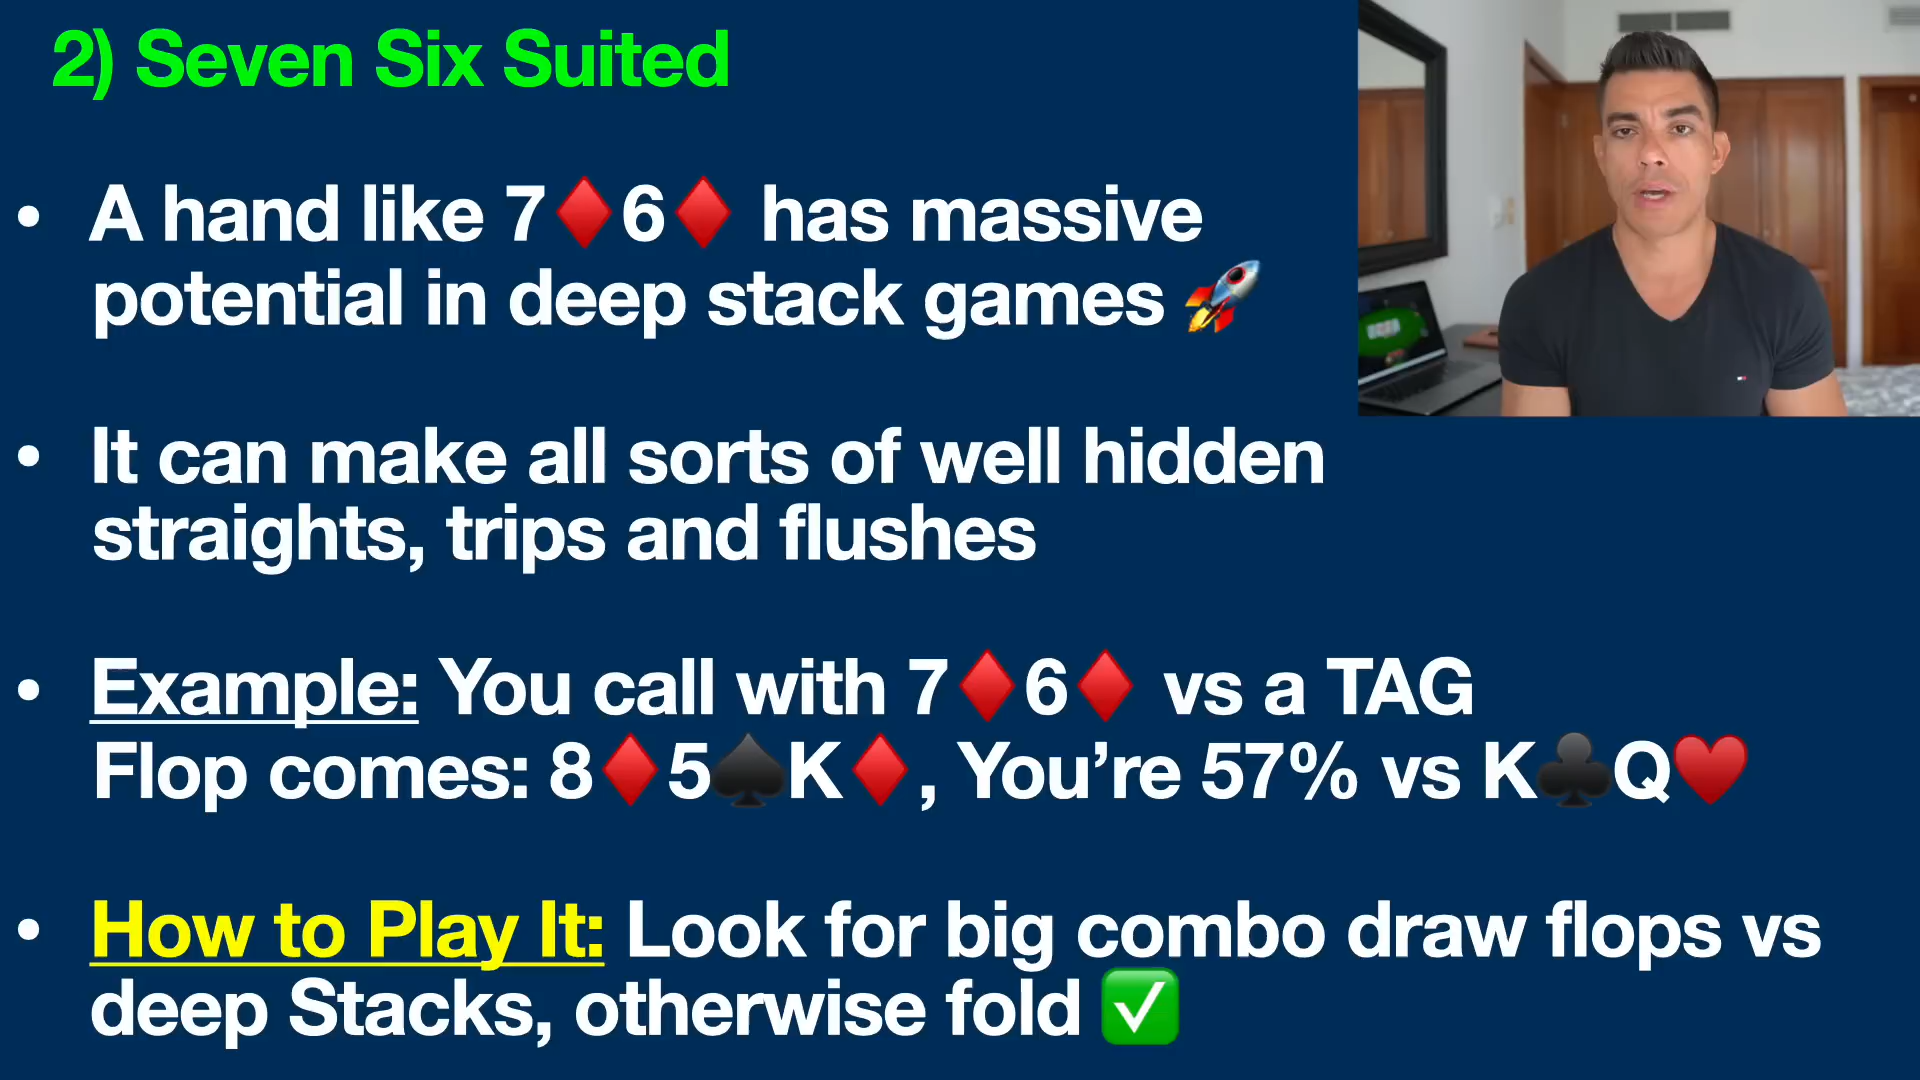 2) Seven Six Suited
• A hand like 7♦️6♦️ has massive
potential in deep stack games 🚀
• It can make all sorts of well hidden
straights, trips and flushes
• Example: You call with 7♦️6♦️ vs a TAG
Flop comes: 8♦️5♠️K♦️, You’re 57% vs K♣️Q♥️
• How to Play It: Look for big combo draw flops vs
deep Stacks, otherwise fold ✅